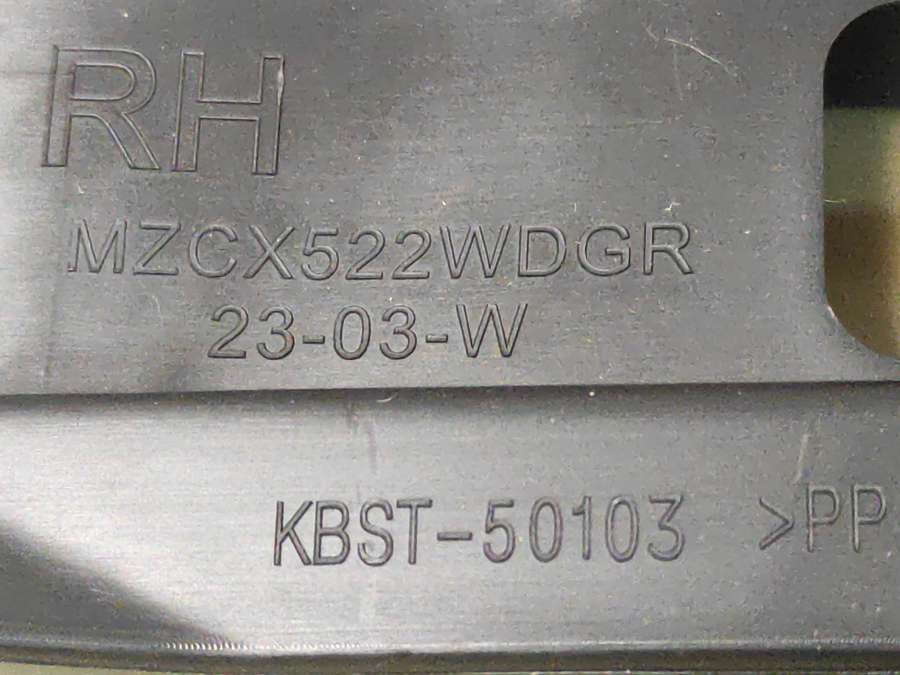 RH
MZCX522WDGR
23-03-W
KBST-50103 >PP